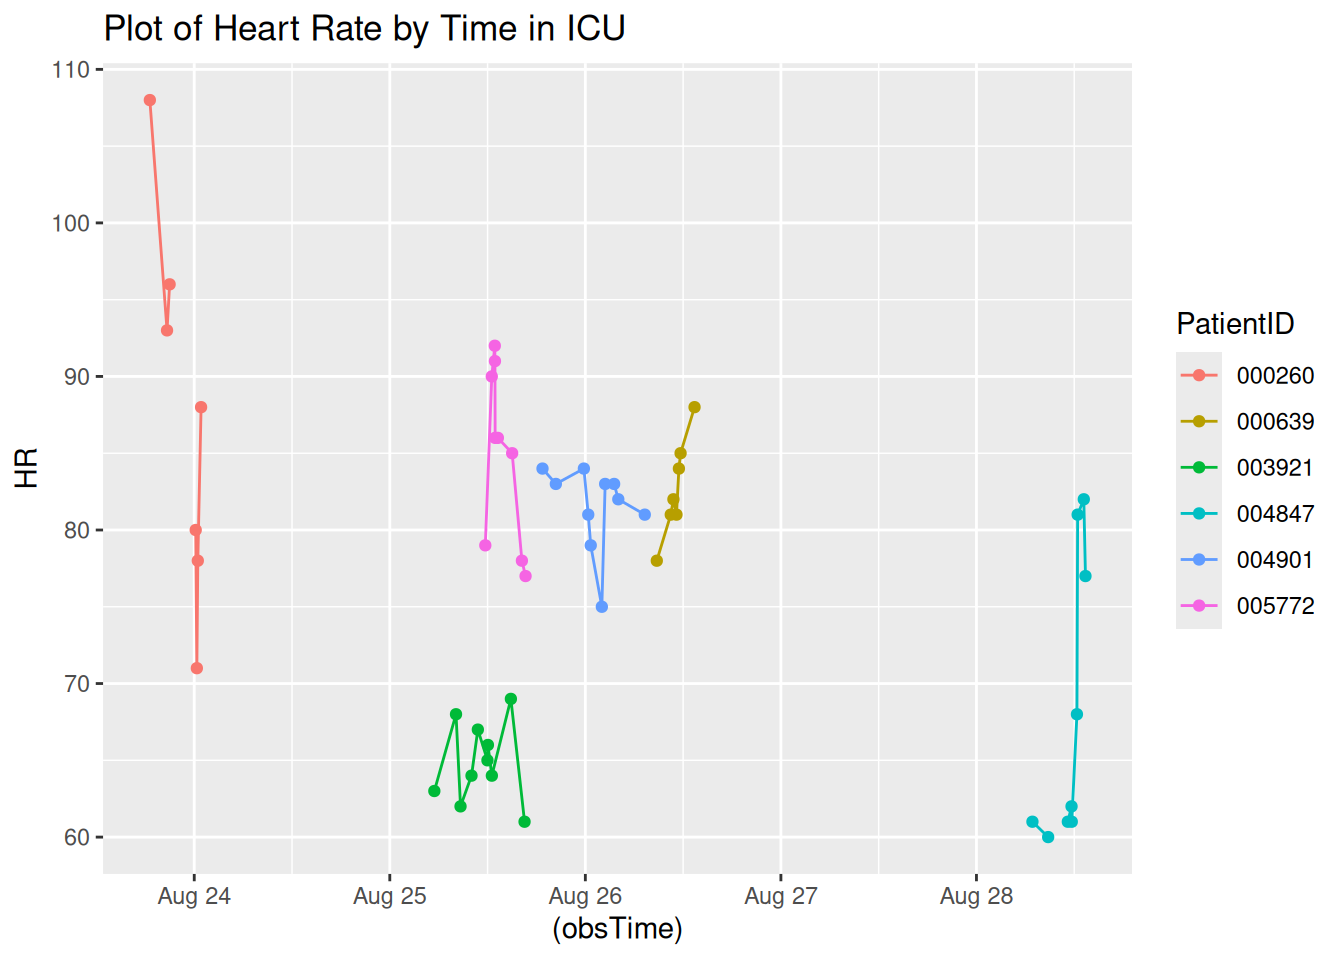 Plot of Heart Rate by Time in ICU
110
100
90
80
70
60
HR
Aug 24
Aug 25
Aug 26
Aug 27
Aug 28
(obsTime)
PatientID
000260
000639
003921
004847
004901
005772